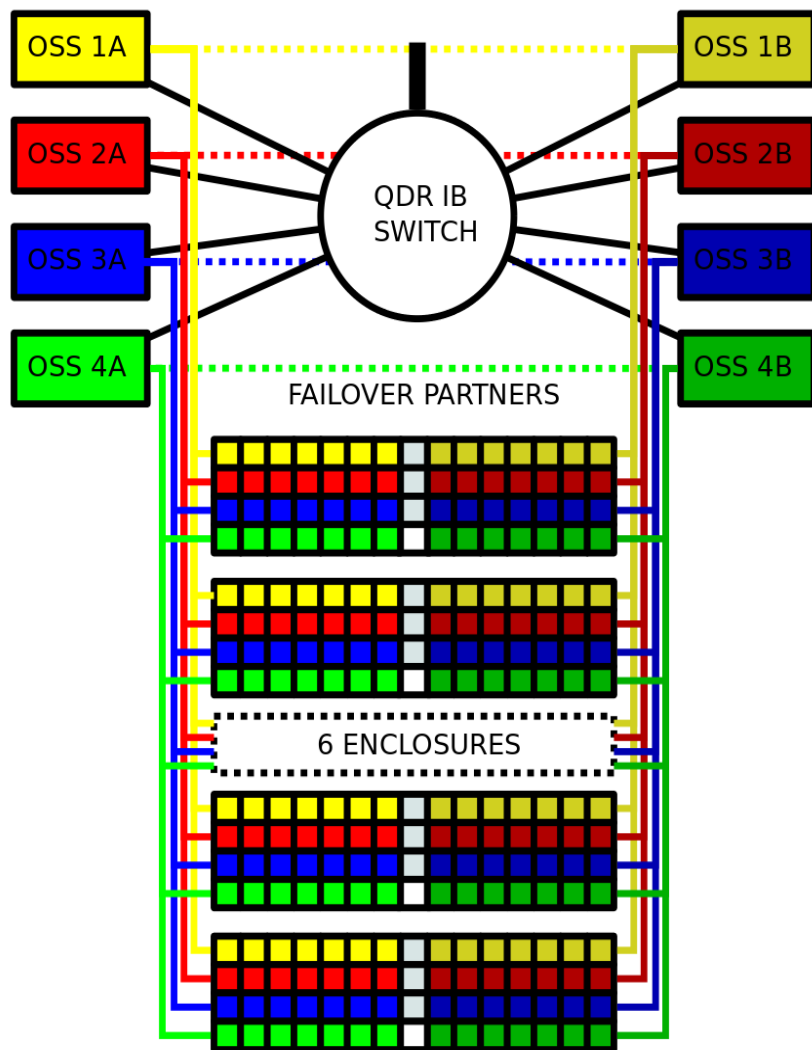 OSS 1A
OSS 1B
OSS 2A
OSS 2B
QDR IB
SWITCH
OSS 3A
OSS 3B
OSS 4A
OSS 4B
FAILOVER PARTNERS
6 ENCLOSURES